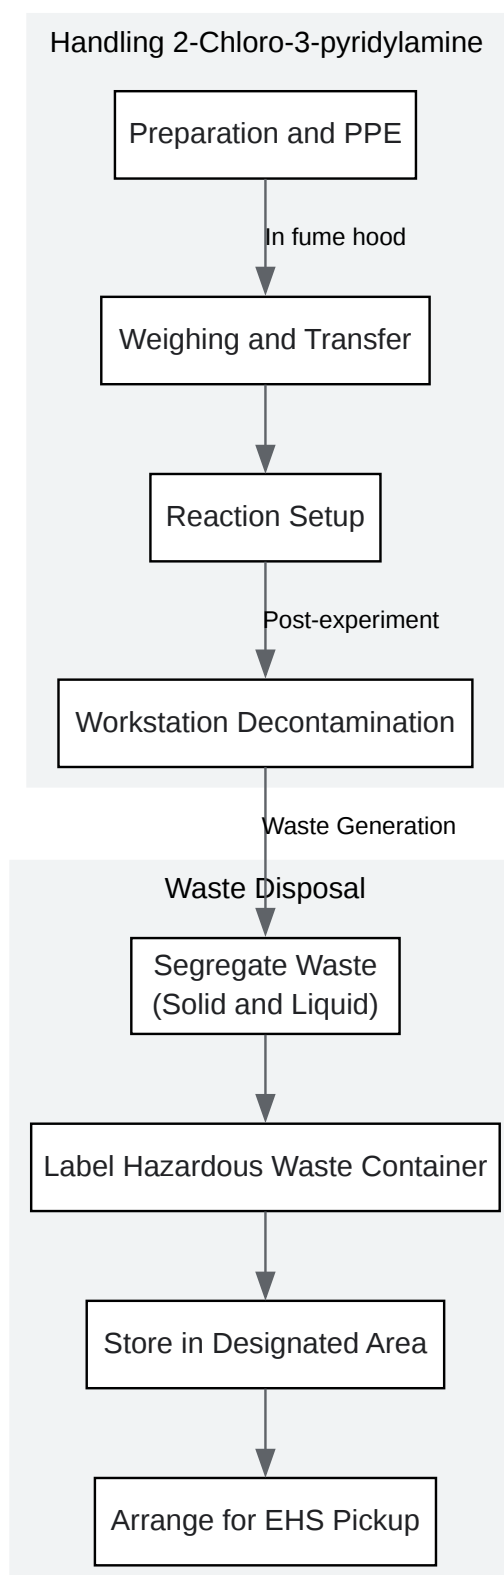 Handling 2-Chloro-3-pyridylamine
Preparation and PPE
In fume hood
Weighing and Transfer
Reaction Setup
Post-experiment
Workstation Decontamination
Waste Generation
Waste Disposal
Segregate Waste
(Solid and Liquid)
Label Hazardous Waste Container
Store in Designated Area
Arrange for EHS Pickup